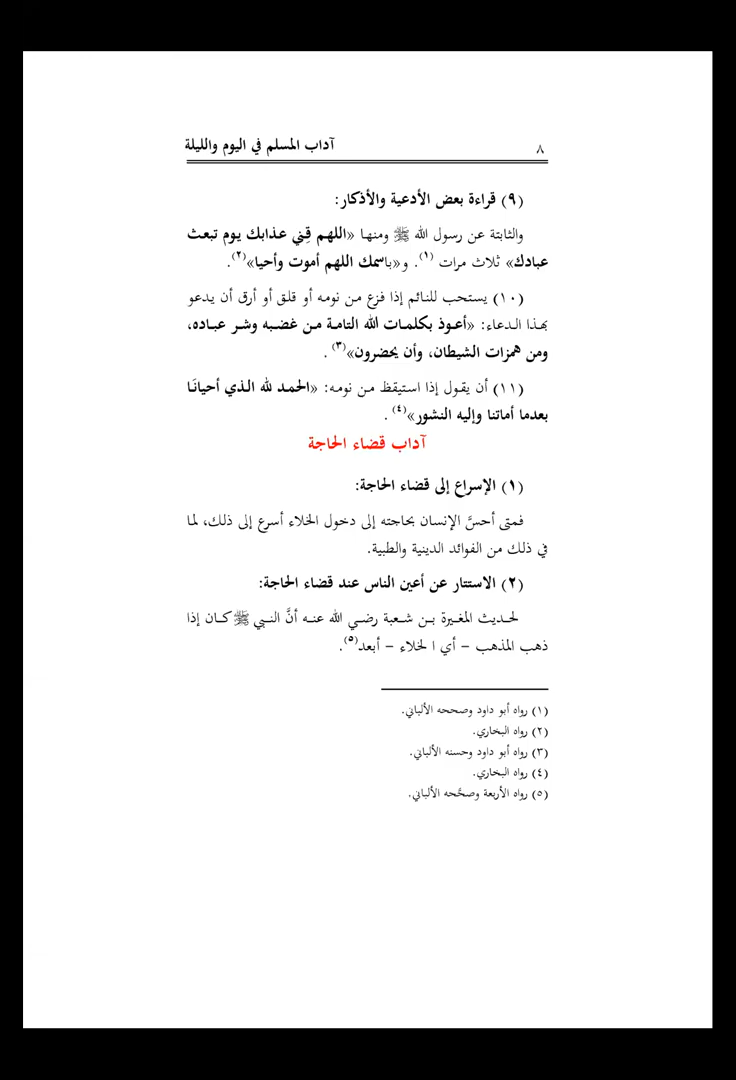 آداب المسلم في اليوم والليلة ٨
(٩) قراءة بعض الأدعية والأذكار:
والثابتة عن رسول الله ﷺ ومنها «اللهم قِني عذابك يوم تبعث
عبادك» ثلاث مرات (١). و«باسمك اللهم أموت وأحيا»(٢).
(١٠) يستحب للنائم إذا فزع من نومه أو قلق أو أرق أن يدعو
بهذا الدعاء: «أعوذ بكلمات الله التامة من غضبه وشر عباده،
ومن همزات الشيطان، وأن يحضرون»(٣) .
(١١) أن يقول إذا استيقظ من نومه: «الحمد لله الذي أحيانَا
بعدما أماتنا وإليه النشور»(٤) .
آداب قضاء الحاجة
(١) الإسراع إلى قضاء الحاجة:
فمتى أحسَّ الإنسان بحاجته إلى دخول الخلاء أسرع إلى ذلك، لما
في ذلك من الفوائد الدينية والطبية.
(٢) الاستتار عن أعين الناس عند قضاء الحاجة:
لحديث المغيرة بن شعبة رضي الله عنه أنَّ النبي ﷺ كان إذا
ذهب المذهب – أي ا لخلاء – أبعد(٥).
(١) رواه أبو داود وصححه الألباني.
(٢) رواه البخاري.
(٣) رواه أبو داود وحسنه الألباني.
(٤) رواه البخاري.
(٥) رواه الأربعة وصحَّحه الألباني.